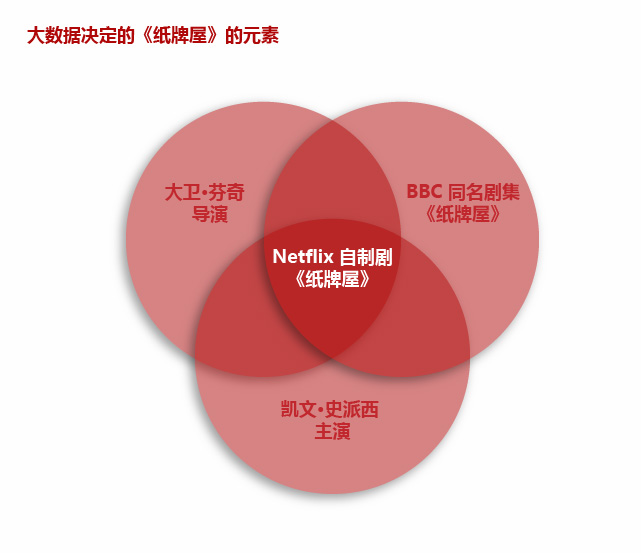 大数据决定的《纸牌屋》的元素
大卫·芬奇
导演
BBC 同名剧集
《纸牌屋》
Netflix 自制剧
《纸牌屋》
凯文·史派西
主演